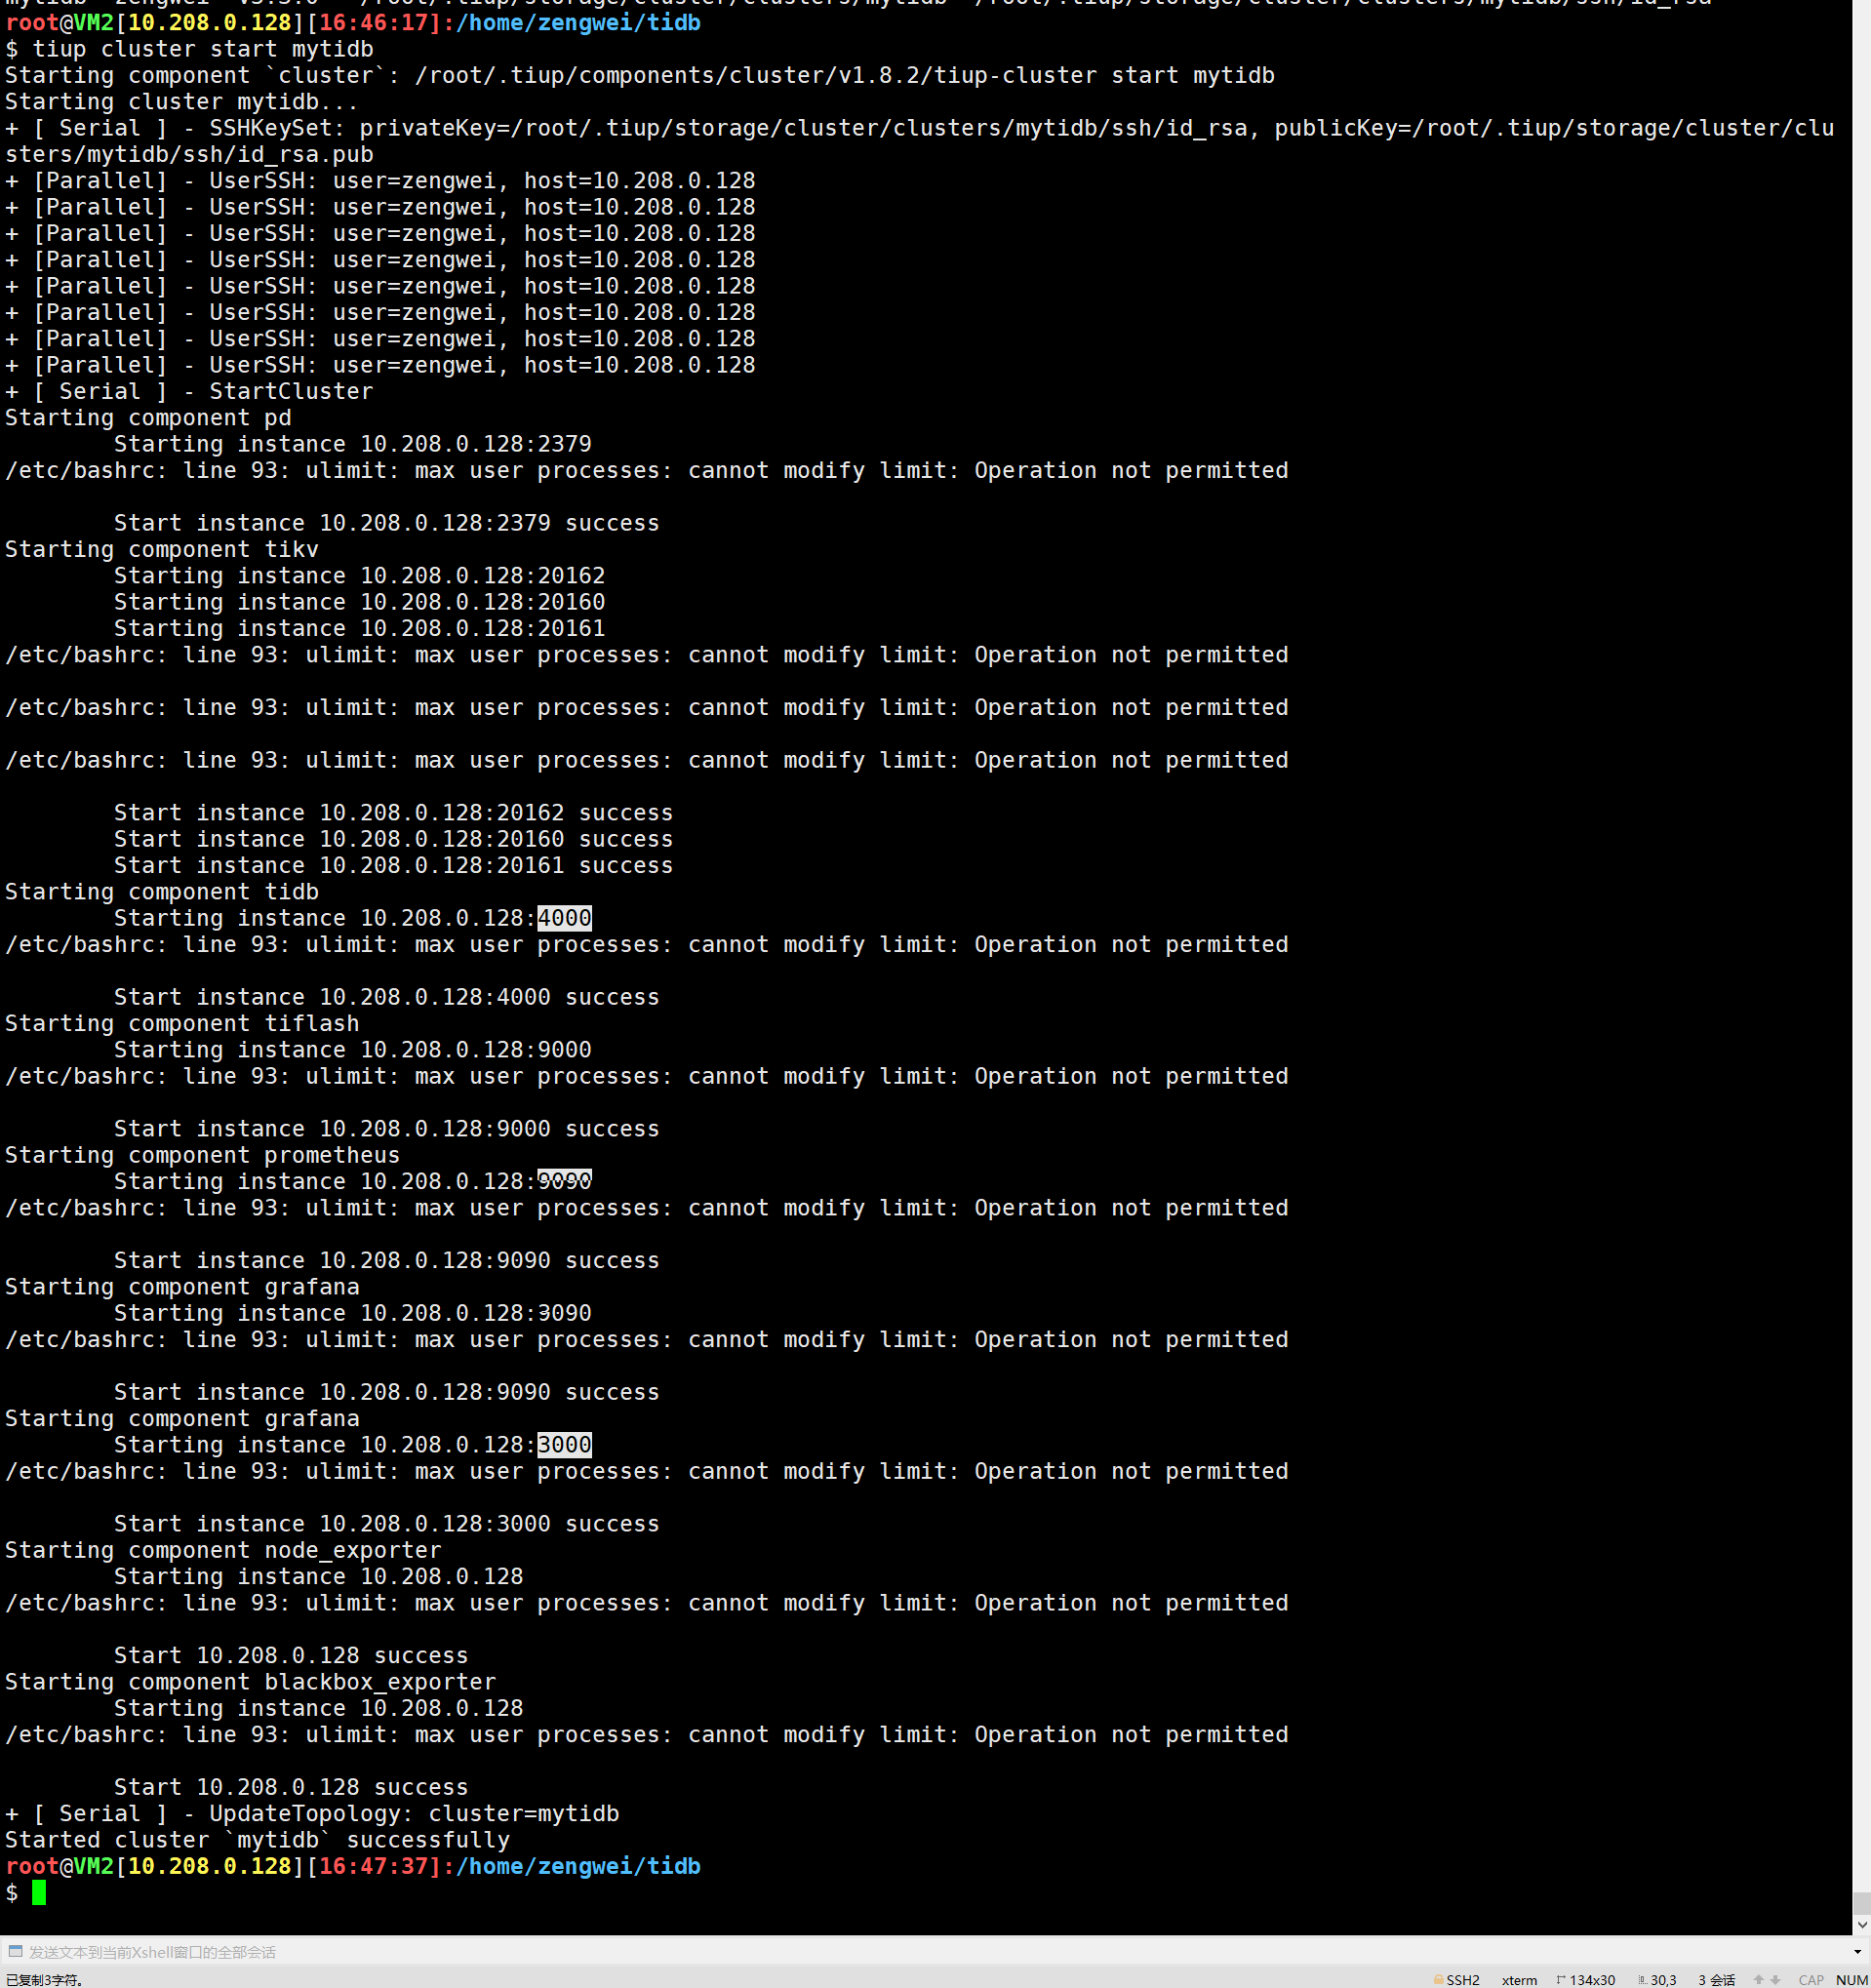 root@VM2[10.208.0.128][16:46:17]:/home/zengwei/tidb
$ tiup cluster start mytidb
Starting component `cluster`: /root/.tiup/components/cluster/v1.8.2/tiup-cluster start mytidb
Starting cluster mytidb...
+ [ Serial ] - SSHKeySet: privateKey=/root/.tiup/storage/cluster/clusters/mytidb/ssh/id_rsa, publicKey=/root/.tiup/storage/cluster/clu
sters/mytidb/ssh/id_rsa.pub
+ [Parallel] - UserSSH: user=zengwei, host=10.208.0.128
+ [Parallel] - UserSSH: user=zengwei, host=10.208.0.128
+ [Parallel] - UserSSH: user=zengwei, host=10.208.0.128
+ [Parallel] - UserSSH: user=zengwei, host=10.208.0.128
+ [Parallel] - UserSSH: user=zengwei, host=10.208.0.128
+ [Parallel] - UserSSH: user=zengwei, host=10.208.0.128
+ [Parallel] - UserSSH: user=zengwei, host=10.208.0.128
+ [Parallel] - UserSSH: user=zengwei, host=10.208.0.128
+ [ Serial ] - StartCluster
Starting component pd
Starting instance 10.208.0.128:2379
/etc/bashrc: line 93: ulimit: max user processes: cannot modify limit: Operation not permitted
Start instance 10.208.0.128:2379 success
Starting component tikv
Starting instance 10.208.0.128:20162
Starting instance 10.208.0.128:20160
Starting instance 10.208.0.128:20161
/etc/bashrc: line 93: ulimit: max user processes: cannot modify limit: Operation not permitted
/etc/bashrc: line 93: ulimit: max user processes: cannot modify limit: Operation not permitted
/etc/bashrc: line 93: ulimit: max user processes: cannot modify limit: Operation not permitted
Start instance 10.208.0.128:20162 success
Start instance 10.208.0.128:20160 success
Start instance 10.208.0.128:20161 success
Starting component tidb
Starting instance 10.208.0.128:4000
/etc/bashrc: line 93: ulimit: max user processes: cannot modify limit: Operation not permitted
Start instance 10.208.0.128:4000 success
Starting component tiflash
Starting instance 10.208.0.128:9000
/etc/bashrc: line 93: ulimit: max user processes: cannot modify limit: Operation not permitted
Start instance 10.208.0.128:9000 success
Starting component prometheus
Starting instance 10.208.0.128:9090
/etc/bashrc: line 93: ulimit: max user processes: cannot modify limit: Operation not permitted
Start instance 10.208.0.128:9090 success
Starting component grafana
Starting instance 10.208.0.128:3090
/etc/bashrc: line 93: ulimit: max user processes: cannot modify limit: Operation not permitted
Start instance 10.208.0.128:9090 success
Starting component grafana
Starting instance 10.208.0.128:3000
/etc/bashrc: line 93: ulimit: max user processes: cannot modify limit: Operation not permitted
Start instance 10.208.0.128:3000 success
Starting component node_exporter
Starting instance 10.208.0.128
/etc/bashrc: line 93: ulimit: max user processes: cannot modify limit: Operation not permitted
Start 10.208.0.128 success
Starting component blackbox_exporter
Starting instance 10.208.0.128
/etc/bashrc: line 93: ulimit: max user processes: cannot modify limit: Operation not permitted
Start 10.208.0.128 success
+ [ Serial ] - UpdateTopology: cluster=mytidb
Started cluster `mytidb` successfully
root@VM2[10.208.0.128][16:47:37]:/home/zengwei/tidb
$
发送文本到当前Xshell窗口的全部会话
已复制3字符。 SSH2 xterm 134x30 30,3 3 会话 CAP NUM